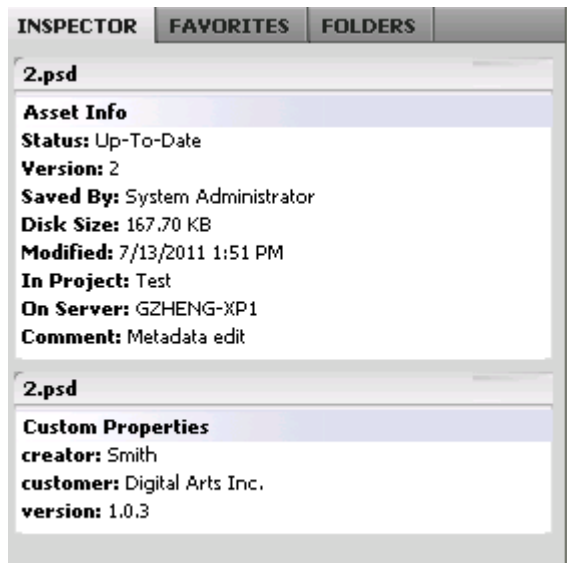 INSPECTOR FAVORITES FOLDERS
2.psd
Asset Info
Status: Up-To-Date
Version: 2
Saved By: System Administrator
Disk Size: 167.70 KB
Modified: 7/13/2011 1:51 PM
In Project: Test
On Server: GZHENG-XP1
Comment: Metadata edit
2.psd
Custom Properties
creator: Smith
customer: Digital Arts Inc.
version: 1.0.3